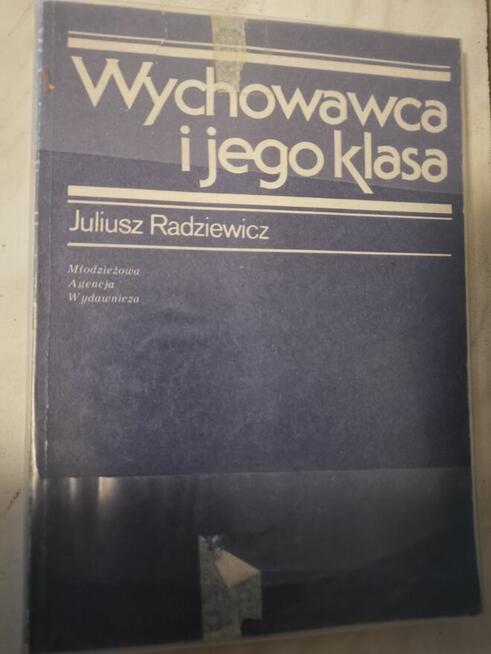 Wychowawca
i jego klasa
Juliusz Radziewicz
Młodzieżowa
Agencja
Wydawnicza